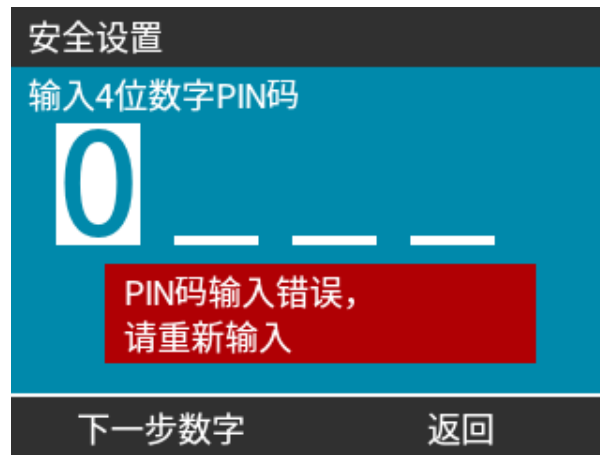 安全设置
输入4位数字PIN码
0 _ _ _
PIN码输入错误，
请重新输入
下一步数字 返回